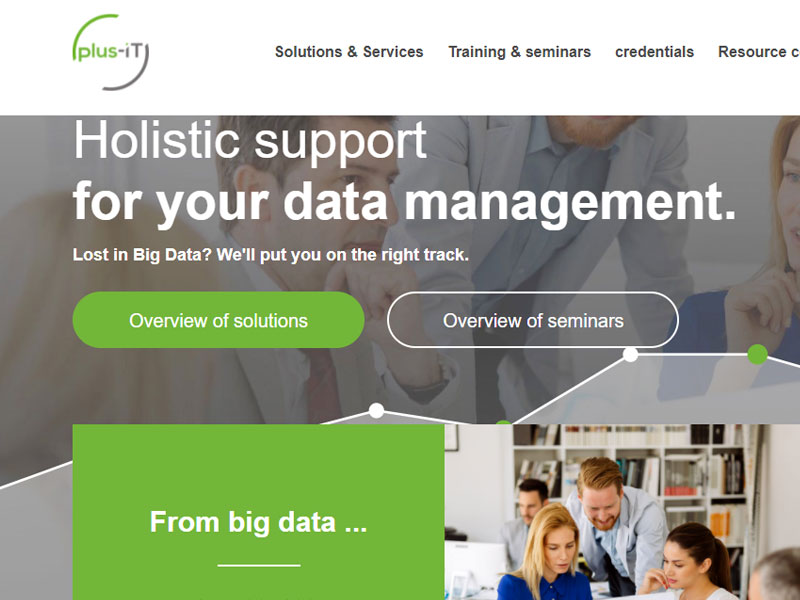 plus-iT
Solutions & Services
Training & seminars
credentials
Resource c
Holistic support
for your data management.
Lost in Big Data? We'll put you on the right track.
Overview of solutions
Overview of seminars
From big data ...